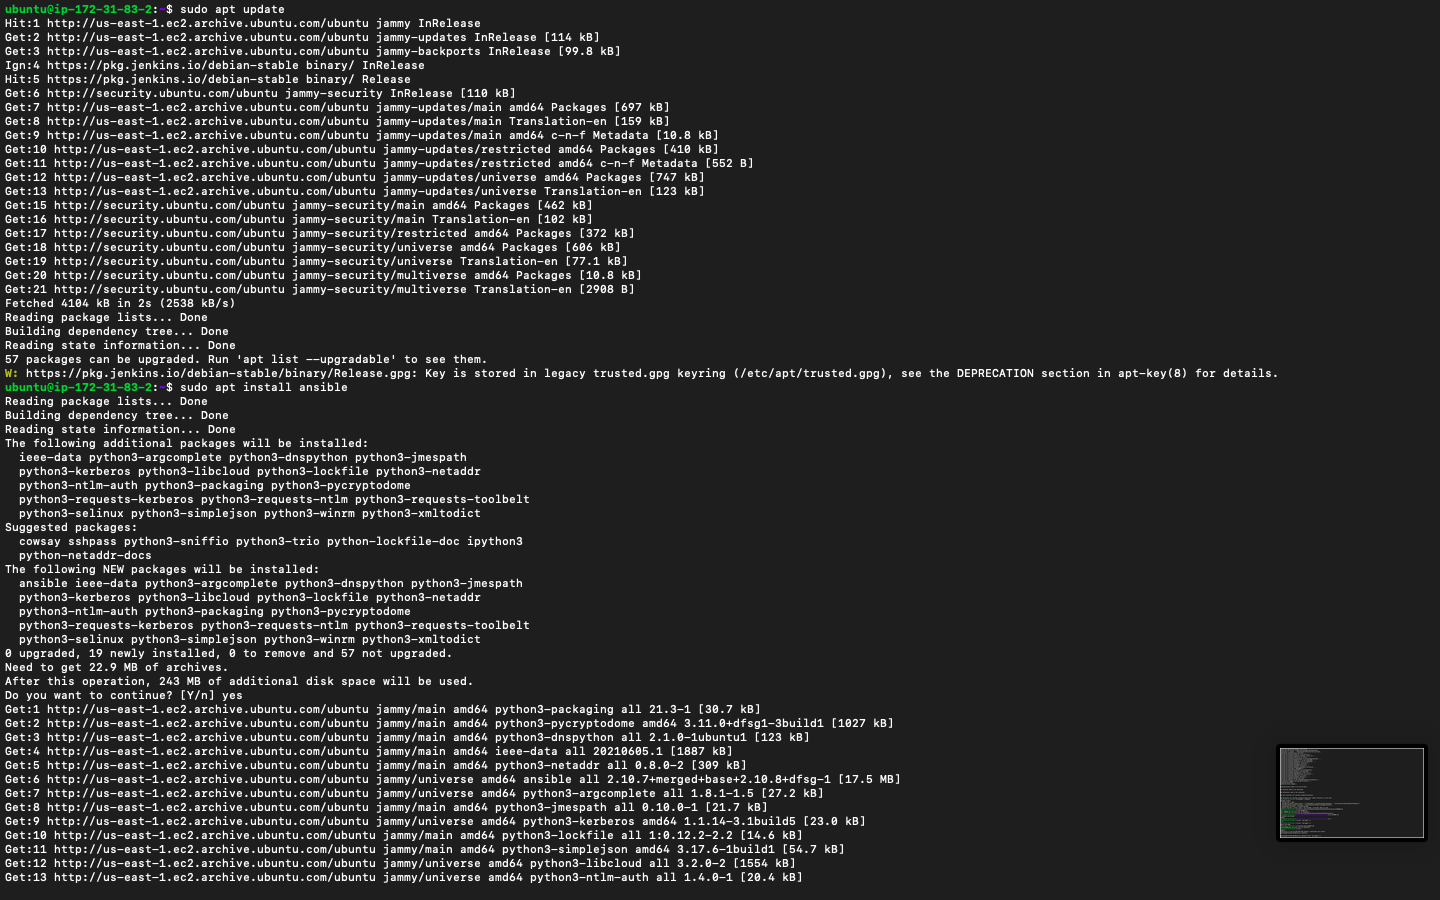 ubuntu@ip-172-31-83-2:~$ sudo apt update
Hit:1 http://us-east-1.ec2.archive.ubuntu.com/ubuntu jammy InRelease
Get:2 http://us-east-1.ec2.archive.ubuntu.com/ubuntu jammy-updates InRelease [114 kB]
Get:3 http://us-east-1.ec2.archive.ubuntu.com/ubuntu jammy-backports InRelease [99.8 kB]
Ign:4 https://pkg.jenkins.io/debian-stable binary/ InRelease
Hit:5 https://pkg.jenkins.io/debian-stable binary/ Release
Get:6 http://security.ubuntu.com/ubuntu jammy-security InRelease [110 kB]
Get:7 http://us-east-1.ec2.archive.ubuntu.com/ubuntu jammy-updates/main amd64 Packages [697 kB]
Get:8 http://us-east-1.ec2.archive.ubuntu.com/ubuntu jammy-updates/main Translation-en [159 kB]
Get:9 http://us-east-1.ec2.archive.ubuntu.com/ubuntu jammy-updates/main amd64 c-n-f Metadata [10.8 kB]
Get:10 http://us-east-1.ec2.archive.ubuntu.com/ubuntu jammy-updates/restricted amd64 Packages [410 kB]
Get:11 http://us-east-1.ec2.archive.ubuntu.com/ubuntu jammy-updates/restricted amd64 c-n-f Metadata [552 B]
Get:12 http://us-east-1.ec2.archive.ubuntu.com/ubuntu jammy-updates/universe amd64 Packages [747 kB]
Get:13 http://us-east-1.ec2.archive.ubuntu.com/ubuntu jammy-updates/universe Translation-en [123 kB]
Get:15 http://security.ubuntu.com/ubuntu jammy-security/main amd64 Packages [462 kB]
Get:16 http://security.ubuntu.com/ubuntu jammy-security/main Translation-en [102 kB]
Get:17 http://security.ubuntu.com/ubuntu jammy-security/restricted amd64 Packages [372 kB]
Get:18 http://security.ubuntu.com/ubuntu jammy-security/universe amd64 Packages [606 kB]
Get:19 http://security.ubuntu.com/ubuntu jammy-security/universe Translation-en [77.1 kB]
Get:20 http://security.ubuntu.com/ubuntu jammy-security/multiverse amd64 Packages [10.8 kB]
Get:21 http://security.ubuntu.com/ubuntu jammy-security/multiverse Translation-en [2908 B]
Fetched 4104 kB in 2s (2538 kB/s)
Reading package lists... Done
Building dependency tree... Done
Reading state information... Done
57 packages can be upgraded. Run 'apt list --upgradable' to see them.
W: https://pkg.jenkins.io/debian-stable/binary/Release.gpg: Key is stored in legacy trusted.gpg keyring (/etc/apt/trusted.gpg), see the DEPRECATION section in apt-key(8) for details.
ubuntu@ip-172-31-83-2:~$ sudo apt install ansible
Reading package lists... Done
Building dependency tree... Done
Reading state information... Done
The following additional packages will be installed:
  ieee-data python3-argcomplete python3-dnspython python3-jmespath
  python3-kerberos python3-libcloud python3-lockfile python3-netaddr
  python3-ntlm-auth python3-packaging python3-pycryptodome
  python3-requests-kerberos python3-requests-ntlm python3-requests-toolbelt
  python3-selinux python3-simplejson python3-winrm python3-xmltodict
Suggested packages:
  cowsay sshpass python3-sniffio python3-trio python-lockfile-doc ipython3
  python-netaddr-docs
The following NEW packages will be installed:
  ansible ieee-data python3-argcomplete python3-dnspython python3-jmespath
  python3-kerberos python3-libcloud python3-lockfile python3-netaddr
  python3-ntlm-auth python3-packaging python3-pycryptodome
  python3-requests-kerberos python3-requests-ntlm python3-requests-toolbelt
  python3-selinux python3-simplejson python3-winrm python3-xmltodict
0 upgraded, 19 newly installed, 0 to remove and 57 not upgraded.
Need to get 22.9 MB of archives.
After this operation, 243 MB of additional disk space will be used.
Do you want to continue? [Y/n] yes
Get:1 http://us-east-1.ec2.archive.ubuntu.com/ubuntu jammy/main amd64 python3-packaging all 21.3-1 [30.7 kB]
Get:2 http://us-east-1.ec2.archive.ubuntu.com/ubuntu jammy/main amd64 python3-pycryptodome amd64 3.11.0+dfsg1-3build1 [1027 kB]
Get:3 http://us-east-1.ec2.archive.ubuntu.com/ubuntu jammy/main amd64 python3-dnspython all 2.1.0-1ubuntu1 [123 kB]
Get:4 http://us-east-1.ec2.archive.ubuntu.com/ubuntu jammy/main amd64 ieee-data all 20210605.1 [1887 kB]
Get:5 http://us-east-1.ec2.archive.ubuntu.com/ubuntu jammy/main amd64 python3-netaddr all 0.8.0-2 [309 kB]
Get:6 http://us-east-1.ec2.archive.ubuntu.com/ubuntu jammy/universe amd64 ansible all 2.10.7+merged+base+2.10.8+dfsg-1 [17.5 MB]
Get:7 http://us-east-1.ec2.archive.ubuntu.com/ubuntu jammy/universe amd64 python3-argcomplete all 1.8.1-1.5 [27.2 kB]
Get:8 http://us-east-1.ec2.archive.ubuntu.com/ubuntu jammy/main amd64 python3-jmespath all 0.10.0-1 [21.7 kB]
Get:9 http://us-east-1.ec2.archive.ubuntu.com/ubuntu jammy/universe amd64 python3-kerberos amd64 1.1.14-3.1build5 [23.0 kB]
Get:10 http://us-east-1.ec2.archive.ubuntu.com/ubuntu jammy/main amd64 python3-lockfile all 1:0.12.2-2.2 [14.6 kB]
Get:11 http://us-east-1.ec2.archive.ubuntu.com/ubuntu jammy/main amd64 python3-simplejson amd64 3.17.6-1build1 [54.7 kB]
Get:12 http://us-east-1.ec2.archive.ubuntu.com/ubuntu jammy/universe amd64 python3-libcloud all 3.2.0-2 [1554 kB]
Get:13 http://us-east-1.ec2.archive.ubuntu.com/ubuntu jammy/universe amd64 python3-ntlm-auth all 1.4.0-1 [20.4 kB]